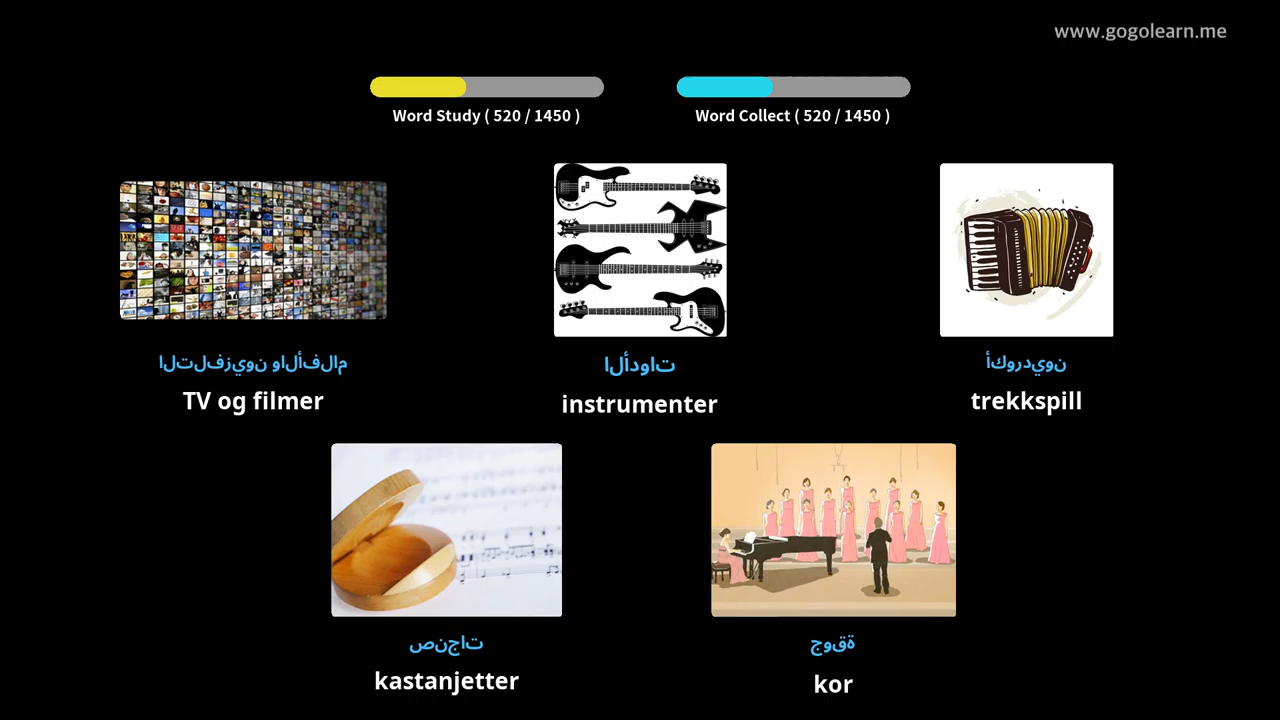 www.gogolearn.me
Word Study ( 520 / 1450 )
Word Collect ( 520 / 1450 )
التلفزيون والأفلام
TV og filmer
الأدوات
instrumenter
أكورديون
trekkspill
صنجات
kastanjetter
جوقة
kor